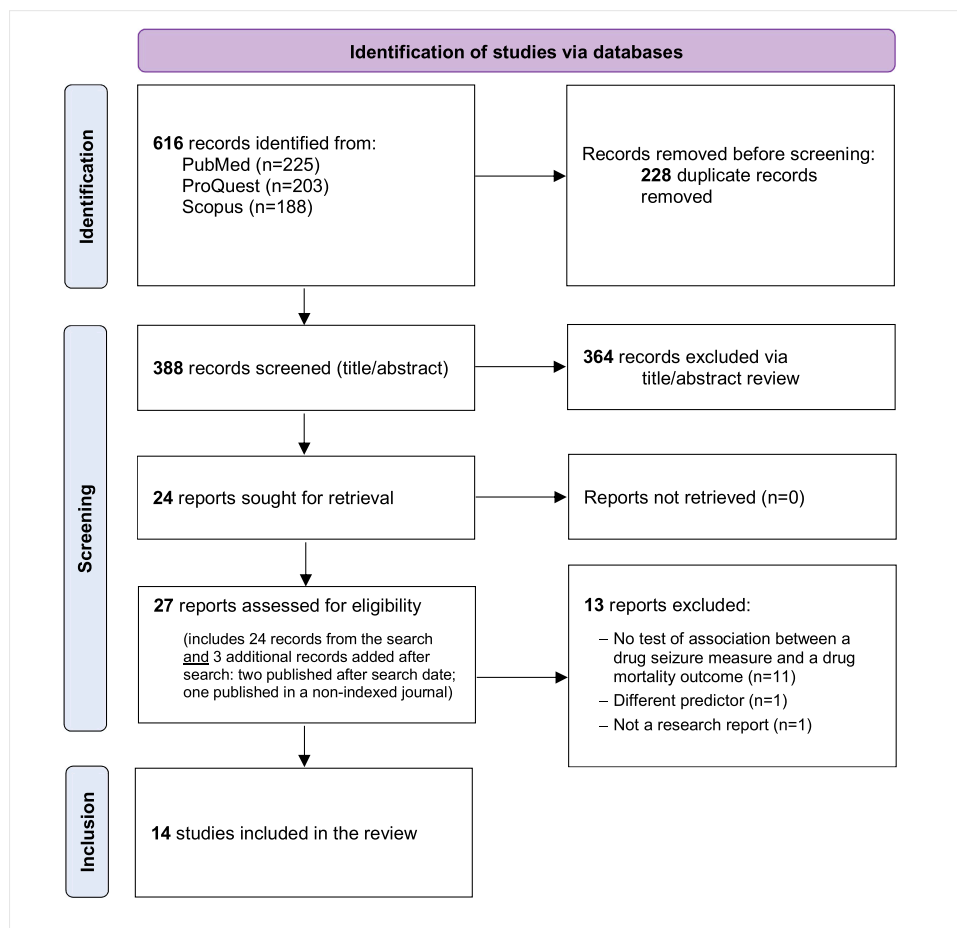 Identification of studies via databases
Identification
616 records identified from:
PubMed (n=225)
ProQuest (n=203)
Scopus (n=188)
Records removed before screening:
228 duplicate records
removed
Screening
388 records screened (title/abstract)
364 records excluded via
title/abstract review
24 reports sought for retrieval
Reports not retrieved (n=0)
27 reports assessed for eligibility
(includes 24 records from the search
and 3 additional records added after
search: two published after search date;
one published in a non-indexed journal)
13 reports excluded:
– No test of association between a
drug seizure measure and a drug
mortality outcome (n=11)
– Different predictor (n=1)
– Not a research report (n=1)
Inclusion
14 studies included in the review